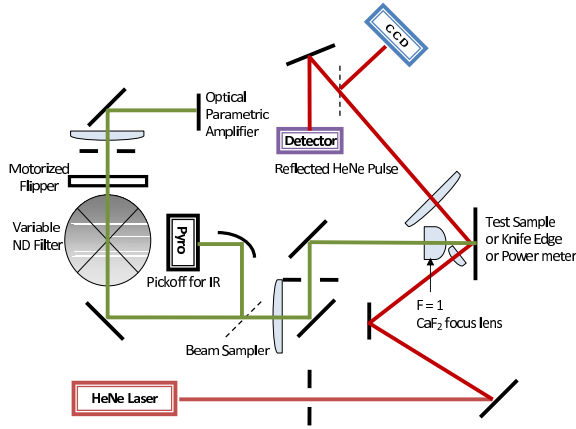 CCD
Optical
Parametric
Amplifier
Detector
Reflected HeNe Pulse
Motorized
Flipper
Variable
ND Filter
Pyro
Pickoff for IR
Test Sample
or Knife Edge
or Power meter
F = 1
CaF2 focus lens
Beam Sampler
HeNe Laser